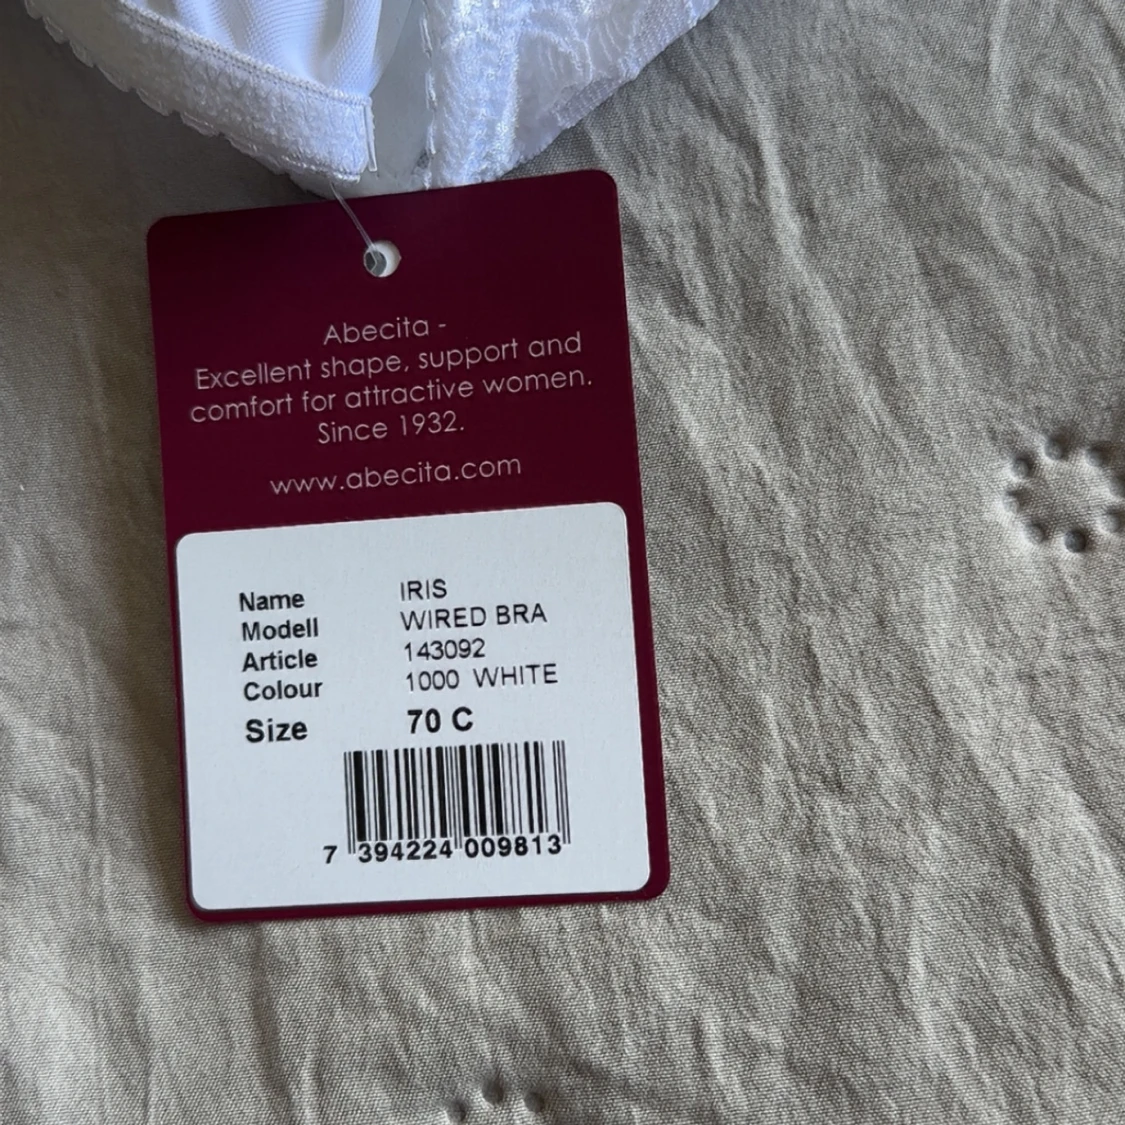 Abecita -
Excellent shape, support and
comfort for attractive women.
Since 1932.
www.abecita.com
Name IRIS
Modell WIRED BRA
Article 143092
Colour 1000 WHITE
Size 70 C
7 394224 009813